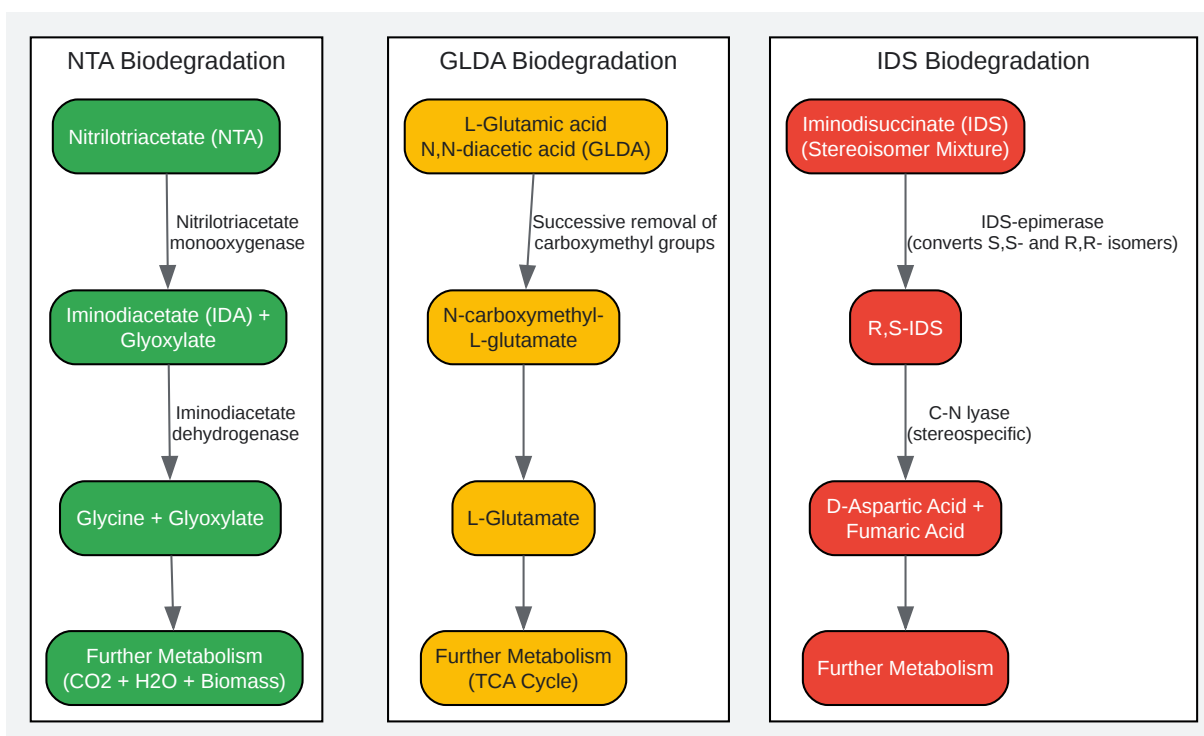 NTA Biodegradation
Nitrilotriacetate (NTA)
Nitrilotriacetate
monooxygenase
Iminodiacetate (IDA) +
Glyoxylate
Iminodiacetate
dehydrogenase
Glycine + Glyoxylate
Further Metabolism
(CO2 + H2O + Biomass)
GLDA Biodegradation
L-Glutamic acid
N,N-diacetic acid (GLDA)
Successive removal of
carboxymethyl groups
N-carboxymethyl-
L-glutamate
L-Glutamate
Further Metabolism
(TCA Cycle)
IDS Biodegradation
Iminodisuccinate (IDS)
(Stereoisomer Mixture)
IDS-epimerase
(converts S,S- and R,R- isomers)
R,S-IDS
C-N lyase
(stereospecific)
D-Aspartic Acid +
Fumaric Acid
Further Metabolism